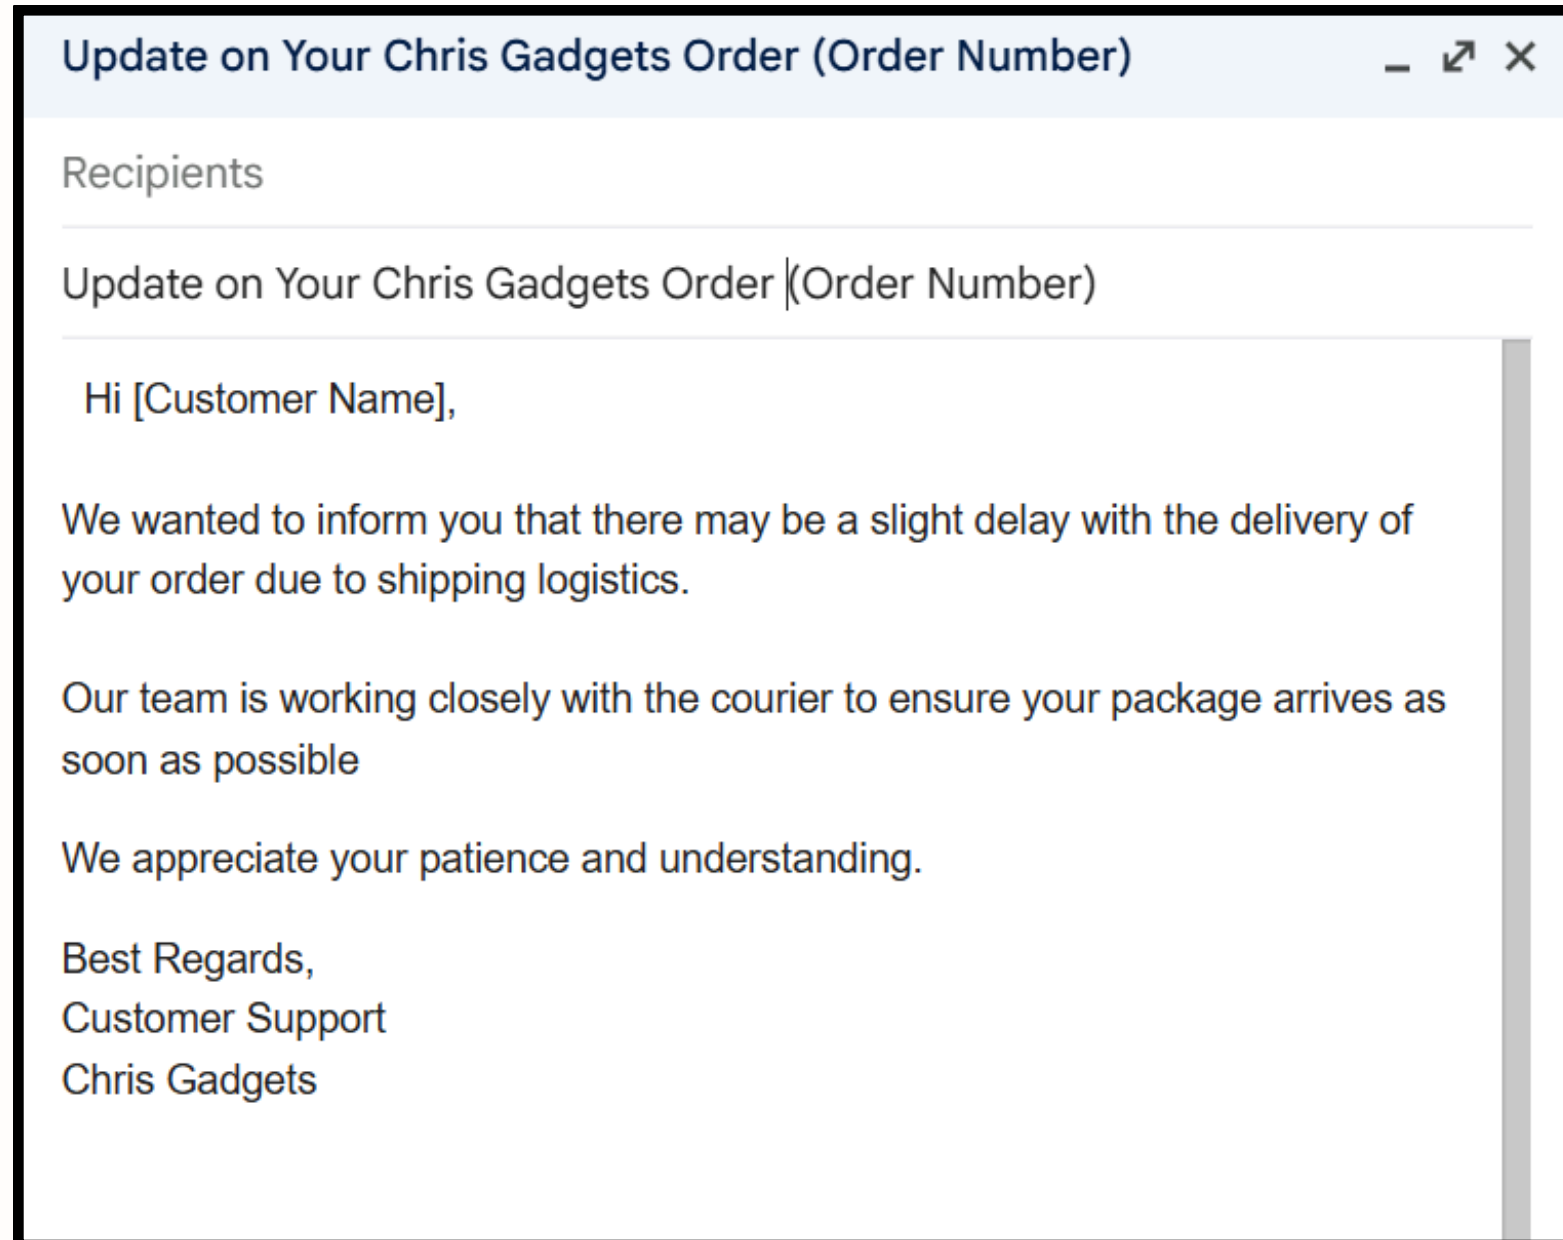 Update on Your Chris Gadgets Order (Order Number)
Recipients
Update on Your Chris Gadgets Order (Order Number)
Hi [Customer Name],
We wanted to inform you that there may be a slight delay with the delivery of
your order due to shipping logistics.
Our team is working closely with the courier to ensure your package arrives as
soon as possible
We appreciate your patience and understanding.
Best Regards,
Customer Support
Chris Gadgets